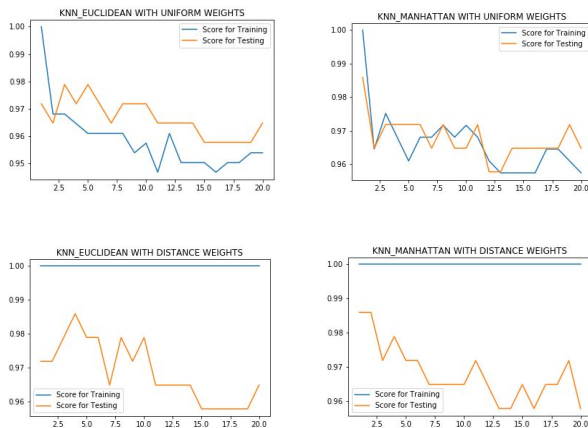 KNN_EUCLIDEAN WITH UNIFORM WEIGHTS
1.00
0.99
0.98
0.97
0.96
0.95
Score for Training
Score for Testing
2.5 5.0 7.5 10.0 12.5 15.0 17.5 20.0
KNN_MANHATTAN WITH UNIFORM WEIGHTS
1.00
0.99
0.98
0.97
0.96
Score for Training
Score for Testing
2.5 5.0 7.5 10.0 12.5 15.0 17.5 20.0
KNN_EUCLIDEAN WITH DISTANCE WEIGHTS
1.00
0.99
0.98
0.97
0.96
Score for Training
Score for Testing
2.5 5.0 7.5 10.0 12.5 15.0 17.5 20.0
KNN_MANHATTAN WITH DISTANCE WEIGHTS
1.00
0.99
0.98
0.97
0.96
Score for Training
Score for Testing
2.5 5.0 7.5 10.0 12.5 15.0 17.5 20.0